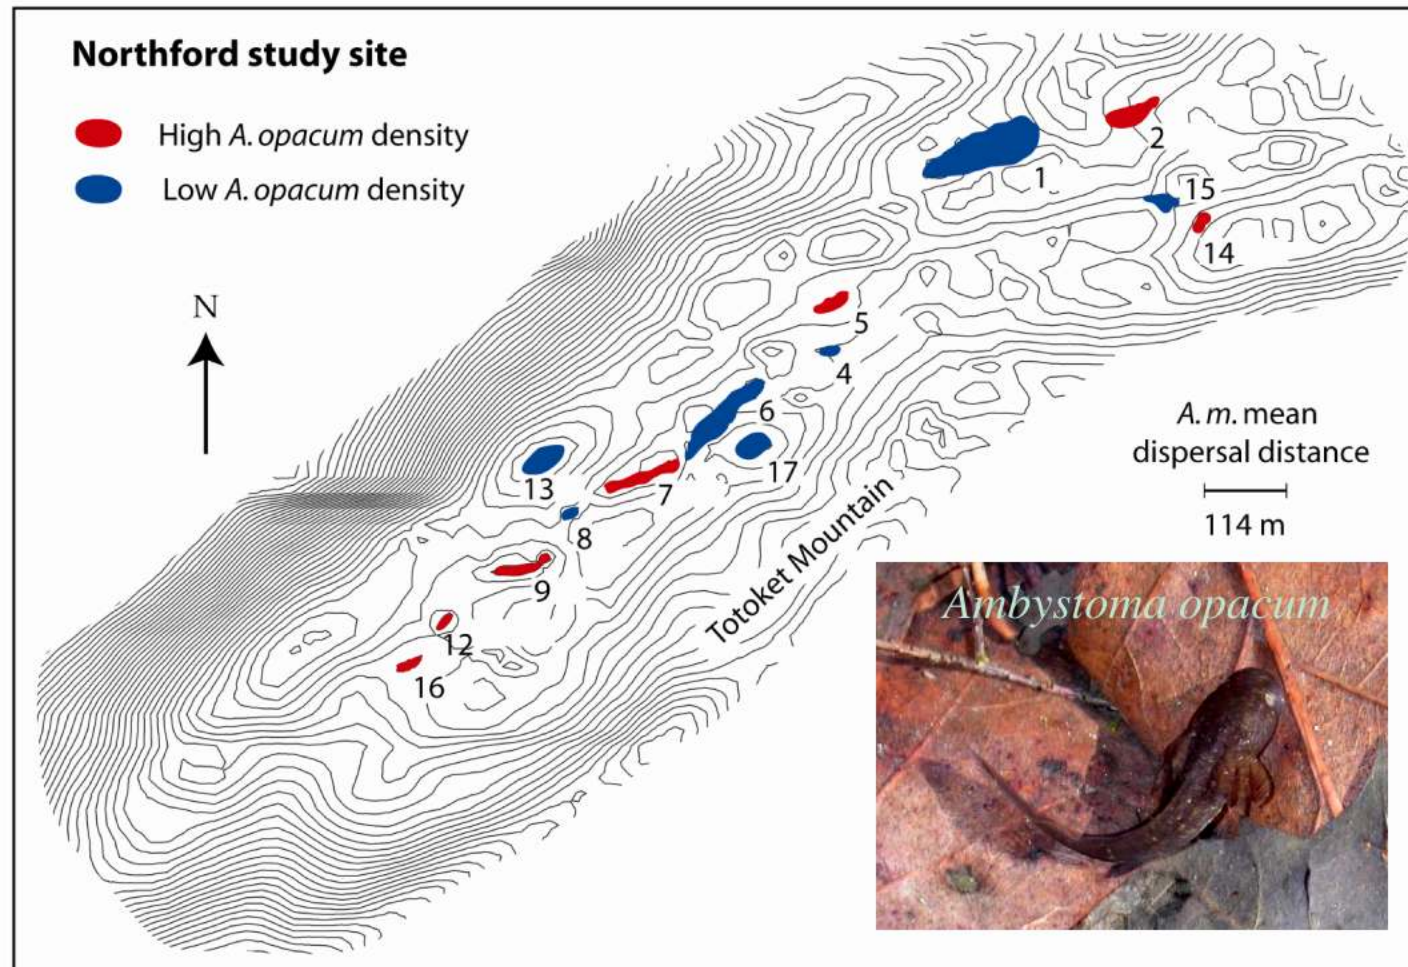 Northford study site
High A. opacum density
Low A. opacum density
N
1
2
15
14
5
4
6
17
7
13
8
9
12
16
Totoket Mountain
A. m. mean
dispersal distance
114 m
Ambystoma opacum